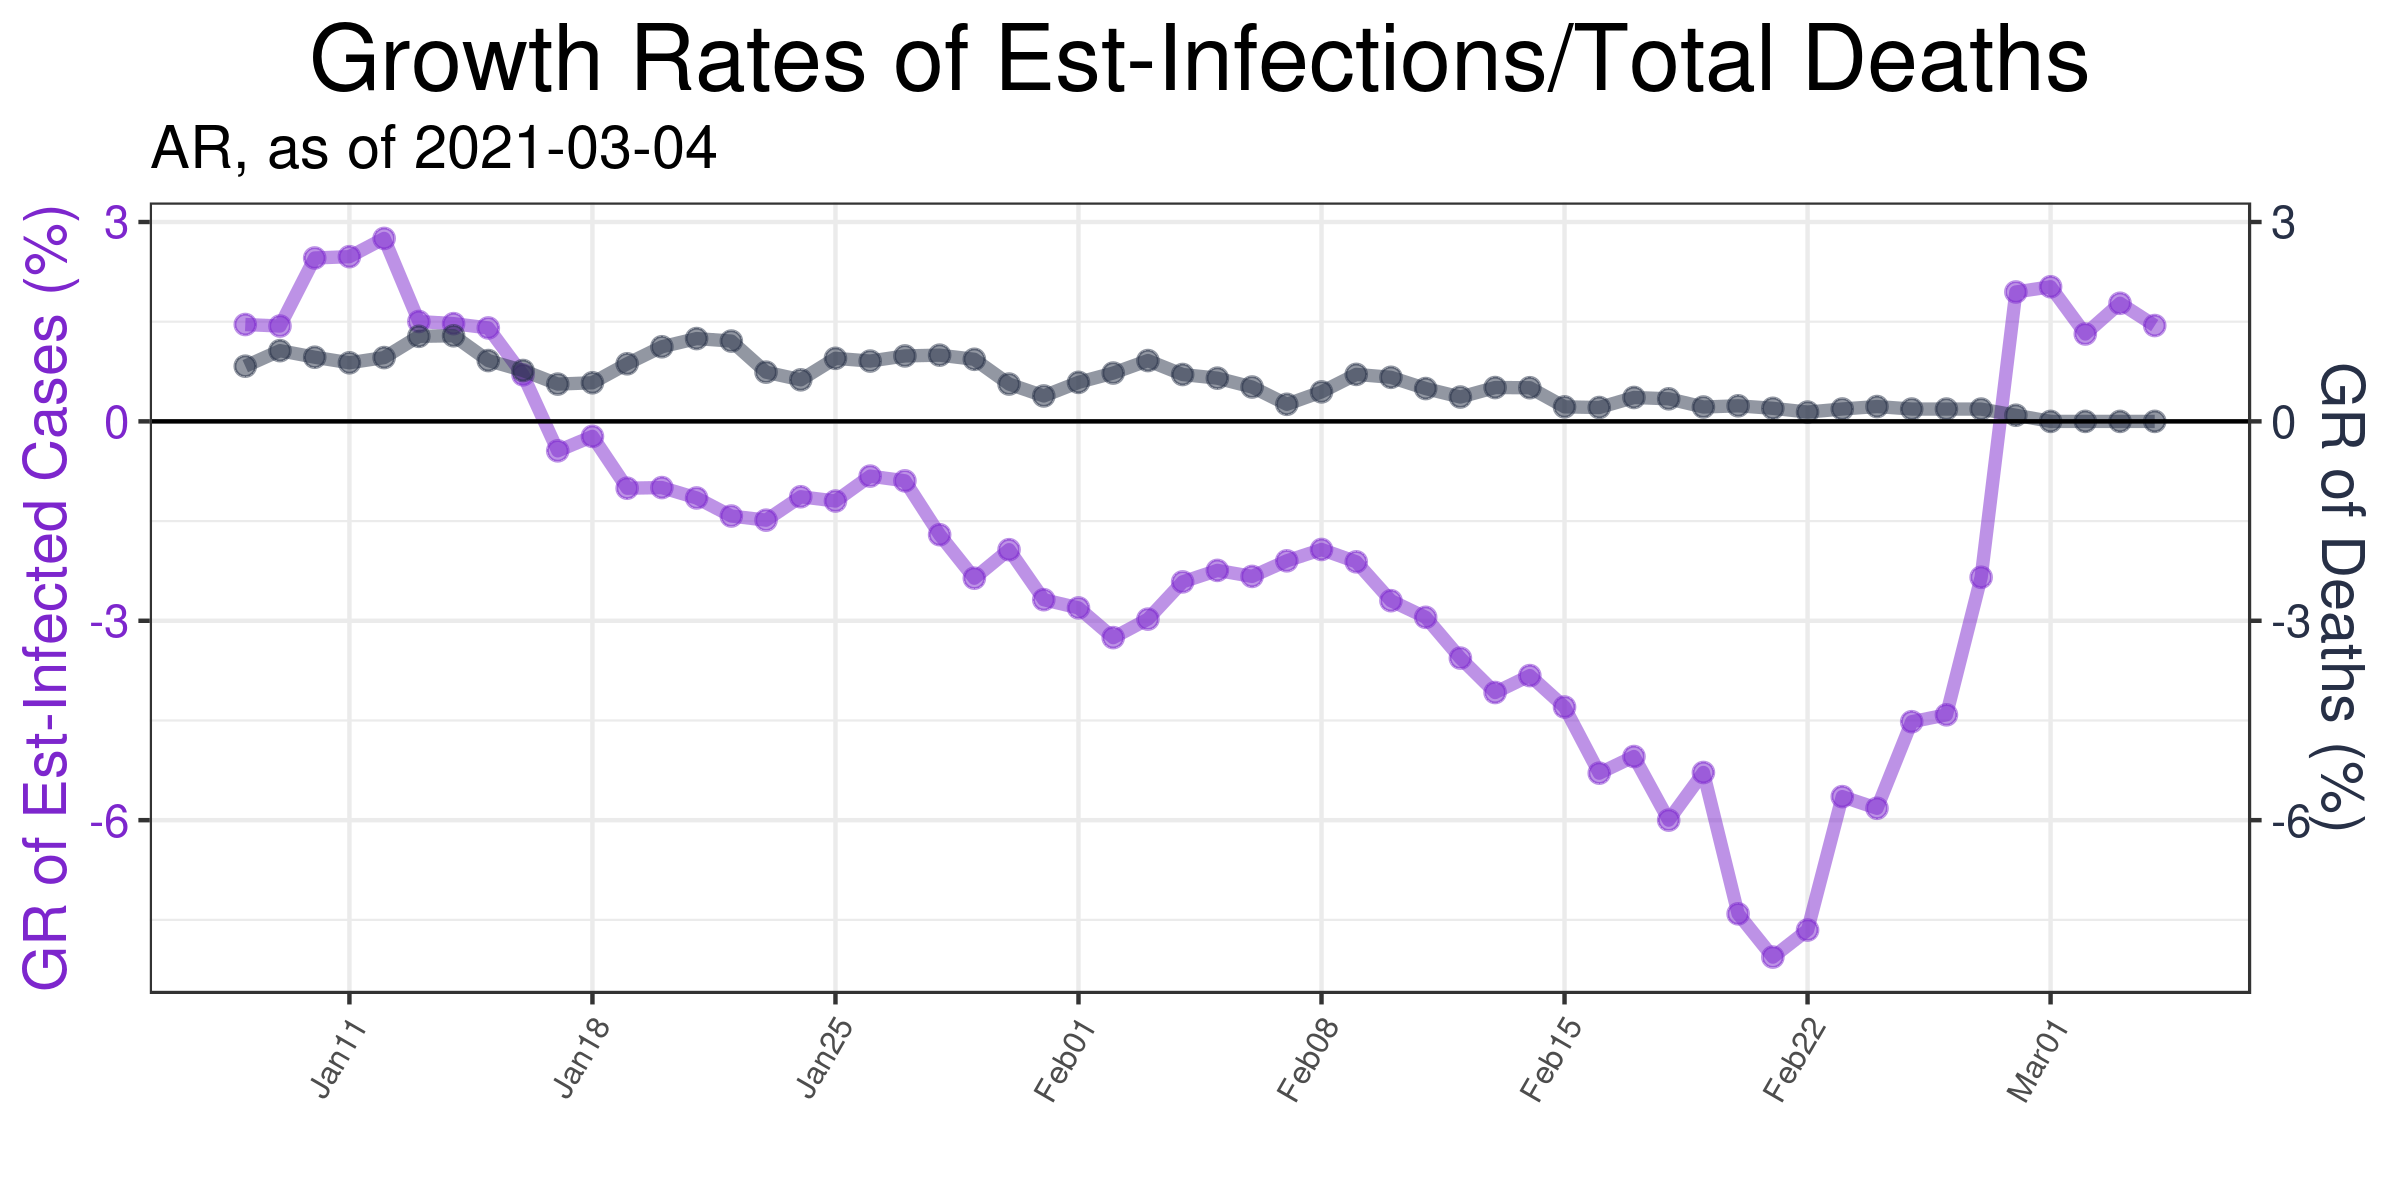 Growth Rates of Est-Infections/Total Deaths
AR, as of 2021-03-04
GR of Est-Infected Cases (%)
3
0
-3
-6
3
0
-3
-6
GR of Deaths (%)
Jan11
Jan18
Jan25
Feb01
Feb08
Feb15
Feb22
Mar01